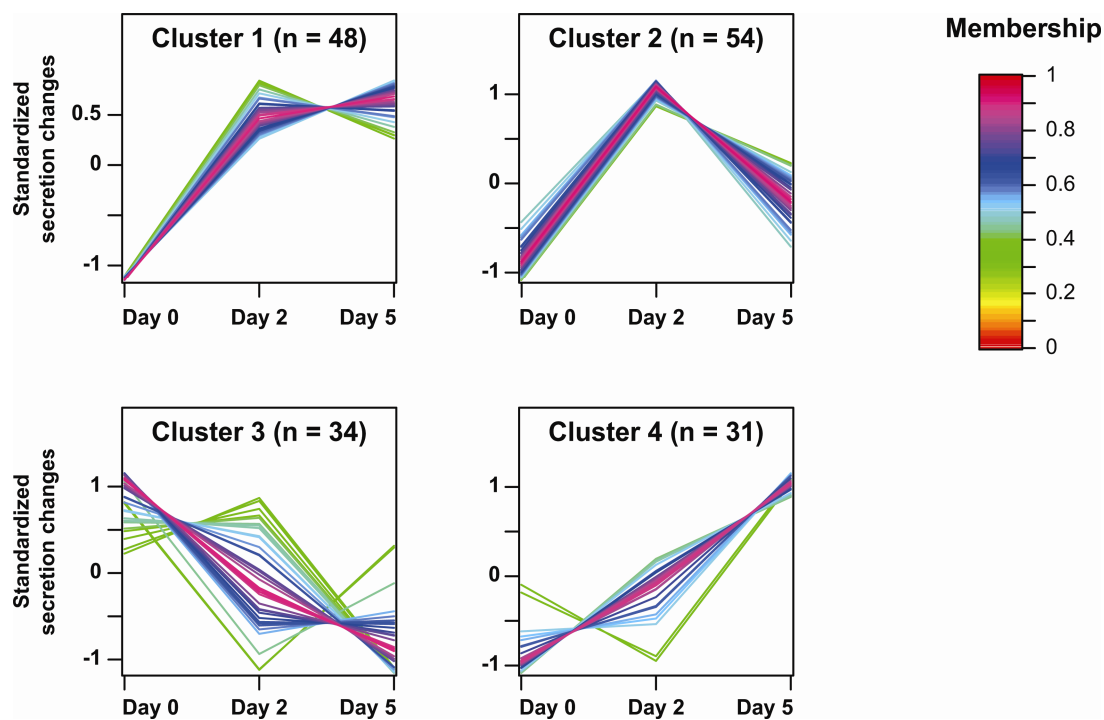 Cluster 1 (n = 48)
Standardized
secretion changes
0.5
0
-1
Day 0 Day 2 Day 5
Cluster 2 (n = 54)
1
0
-1
Day 0 Day 2 Day 5
Membership
1
0.8
0.6
0.4
0.2
0
Cluster 3 (n = 34)
Standardized
secretion changes
1
0
-1
Day 0 Day 2 Day 5
Cluster 4 (n = 31)
1
0
-1
Day 0 Day 2 Day 5